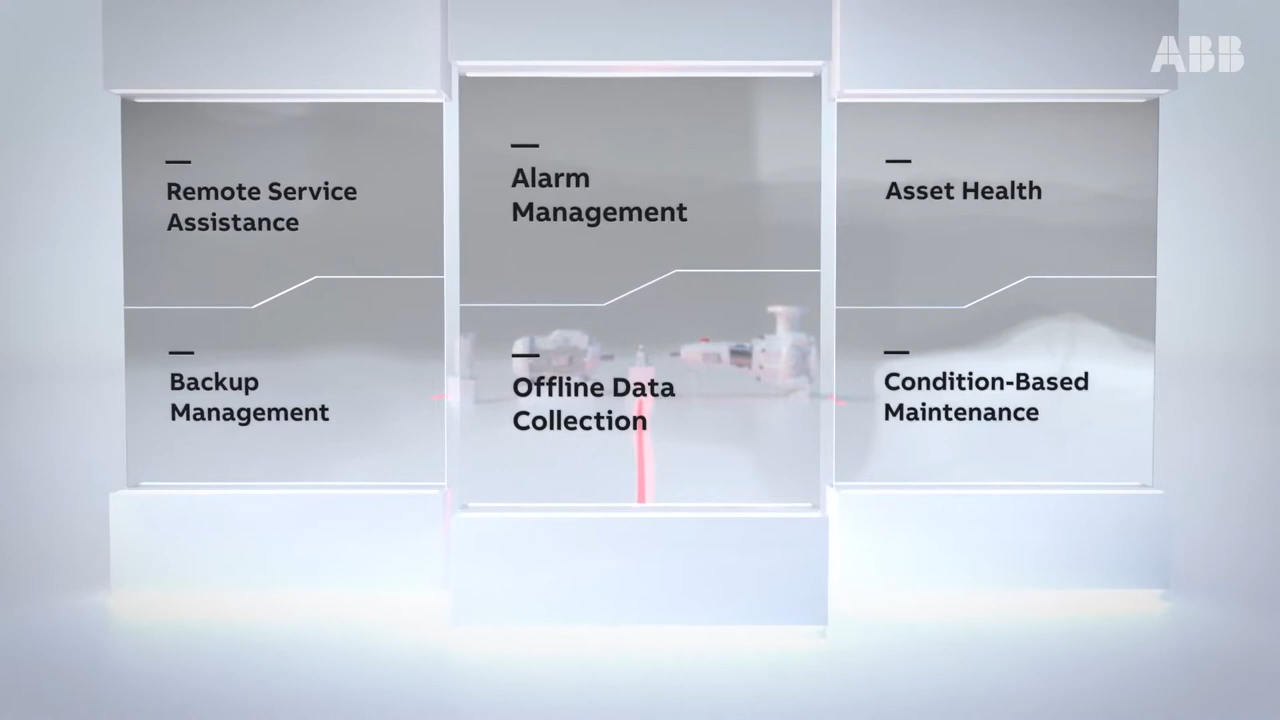 ABB
Remote Service
Assistance
Backup
Management
Alarm
Management
Offline Data
Collection
Asset Health
Condition-Based
Maintenance